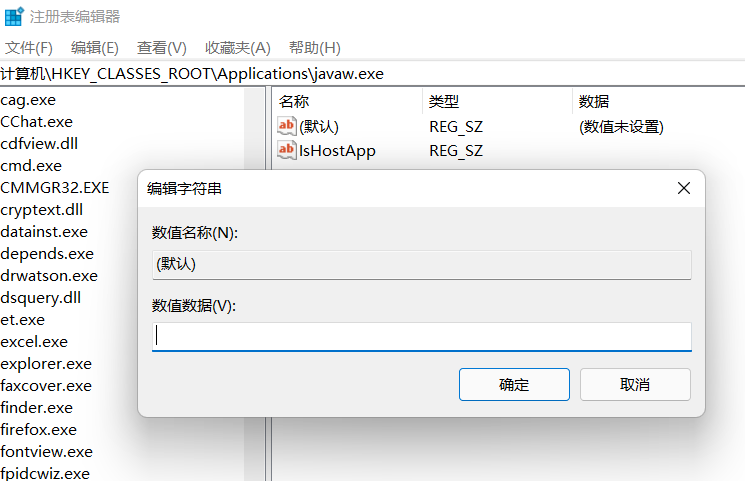 注册表编辑器
文件(F) 编辑(E) 查看(V) 收藏夹(A) 帮助(H)
计算机\HKEY_CLASSES_ROOT\Applications\javaw.exe
cag.exe
CChat.exe
cdfview.dll
cmd.exe
CMMGR32.EXE
cryptext.dll
datainst.exe
depends.exe
drwatson.exe
dsquery.dll
et.exe
excel.exe
explorer.exe
faxcover.exe
finder.exe
firefox.exe
fontview.exe
fpidcwiz.exe
名称 类型 数据
ab (默认) REG_SZ (数值未设置)
ab IsHostApp REG_SZ
编辑字符串
数值名称(N):
(默认)
数值数据(V):
确定 取消